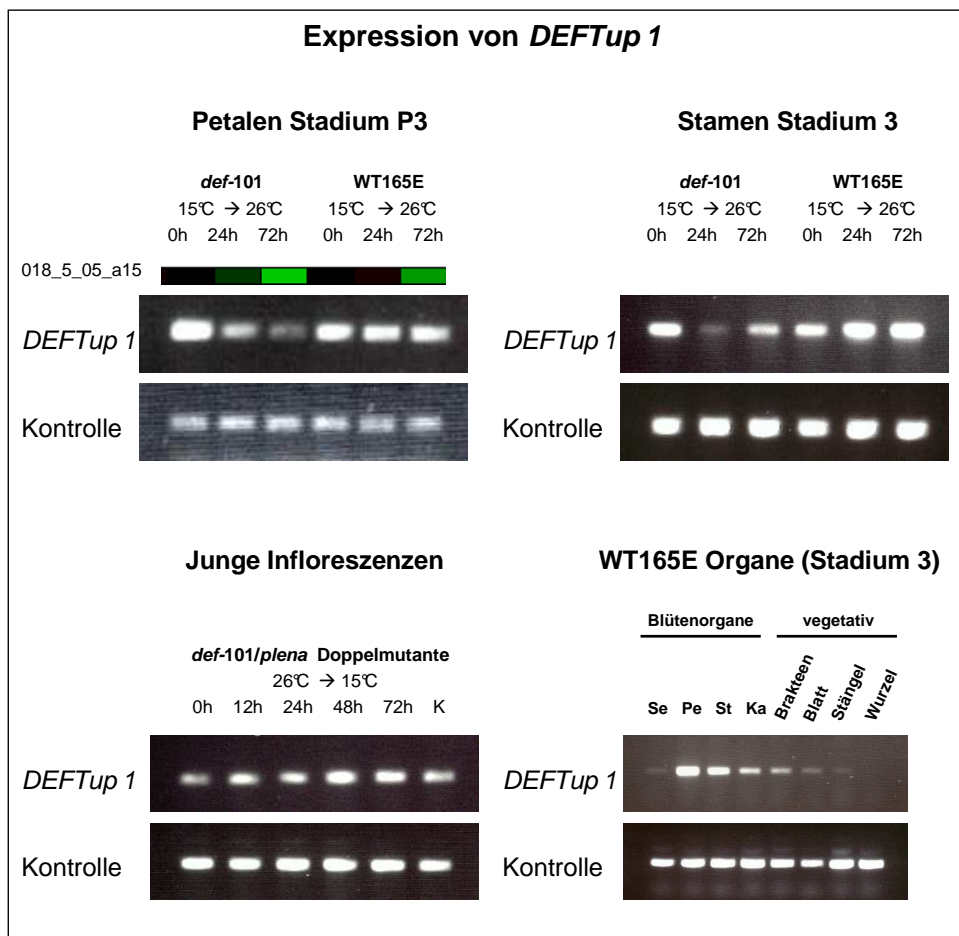 Expression von DEFTup 1
Petalen Stadium P3
def-101 WT165E
15°C → 26°C 15°C → 26°C
0h 24h 72h 0h 24h 72h
018_5_05_a15
DEFTup 1
Kontrolle
Stamen Stadium 3
def-101 WT165E
15°C → 26°C 15°C → 26°C
0h 24h 72h 0h 24h 72h
DEFTup 1
Kontrolle
Junge Infloreszenzen
def-101/plena Doppelmutante
26°C → 15°C
0h 12h 24h 48h 72h K
DEFTup 1
Kontrolle
WT165E Organe (Stadium 3)
Blütenorgane vegetativ
Se Pe St Ka Brakteen Blatt Stängel Wurzel
DEFTup 1
Kontrolle